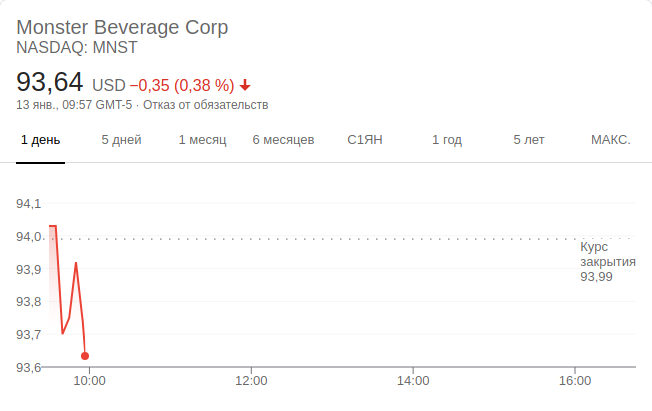 Monster Beverage Corp
NASDAQ: MNST
93,64 USD −0,35 (0,38 %)
13 янв., 09:57 GMT-5 · Отказ от обязательств
1 день 5 дней 1 месяц 6 месяцев С1ЯН 1 год 5 лет МАКС.
94,1
94,0
93,9
93,8
93,7
93,6
Курс
закрытия
93,99
10:00 12:00 14:00 16:00